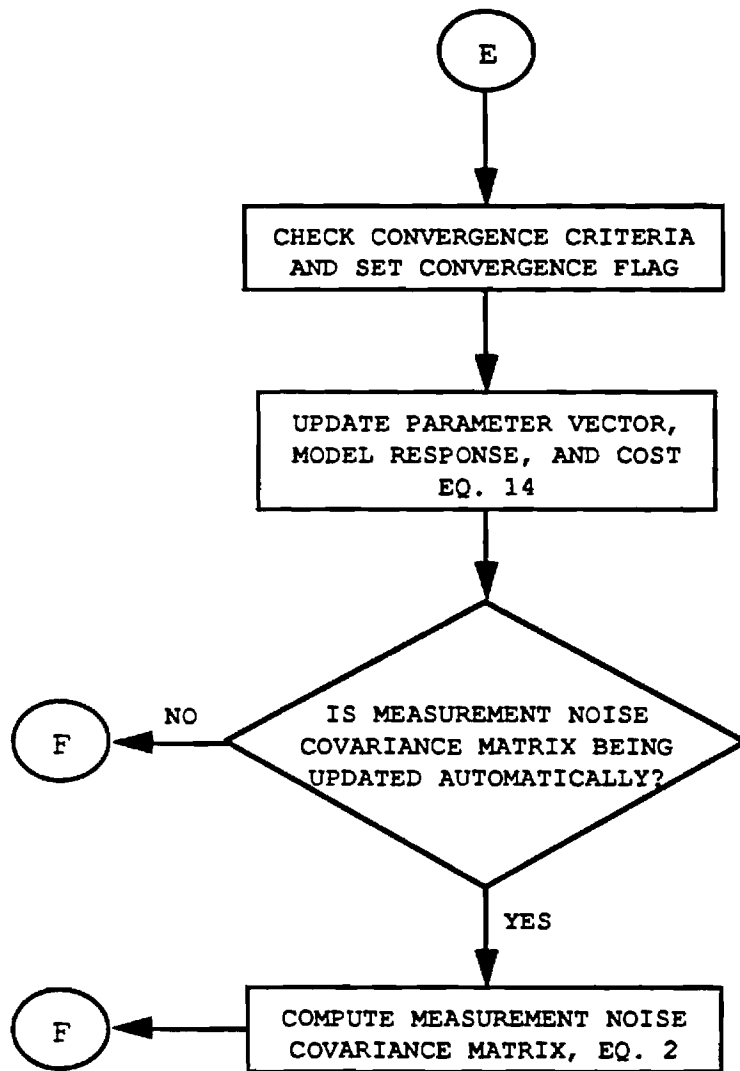 E
CHECK CONVERGENCE CRITERIA
AND SET CONVERGENCE FLAG
UPDATE PARAMETER VECTOR,
MODEL RESPONSE, AND COST
EQ. 14
IS MEASUREMENT NOISE
COVARIANCE MATRIX BEING
UPDATED AUTOMATICALLY?
NO
F
YES
COMPUTE MEASUREMENT NOISE
COVARIANCE MATRIX, EQ. 2
F